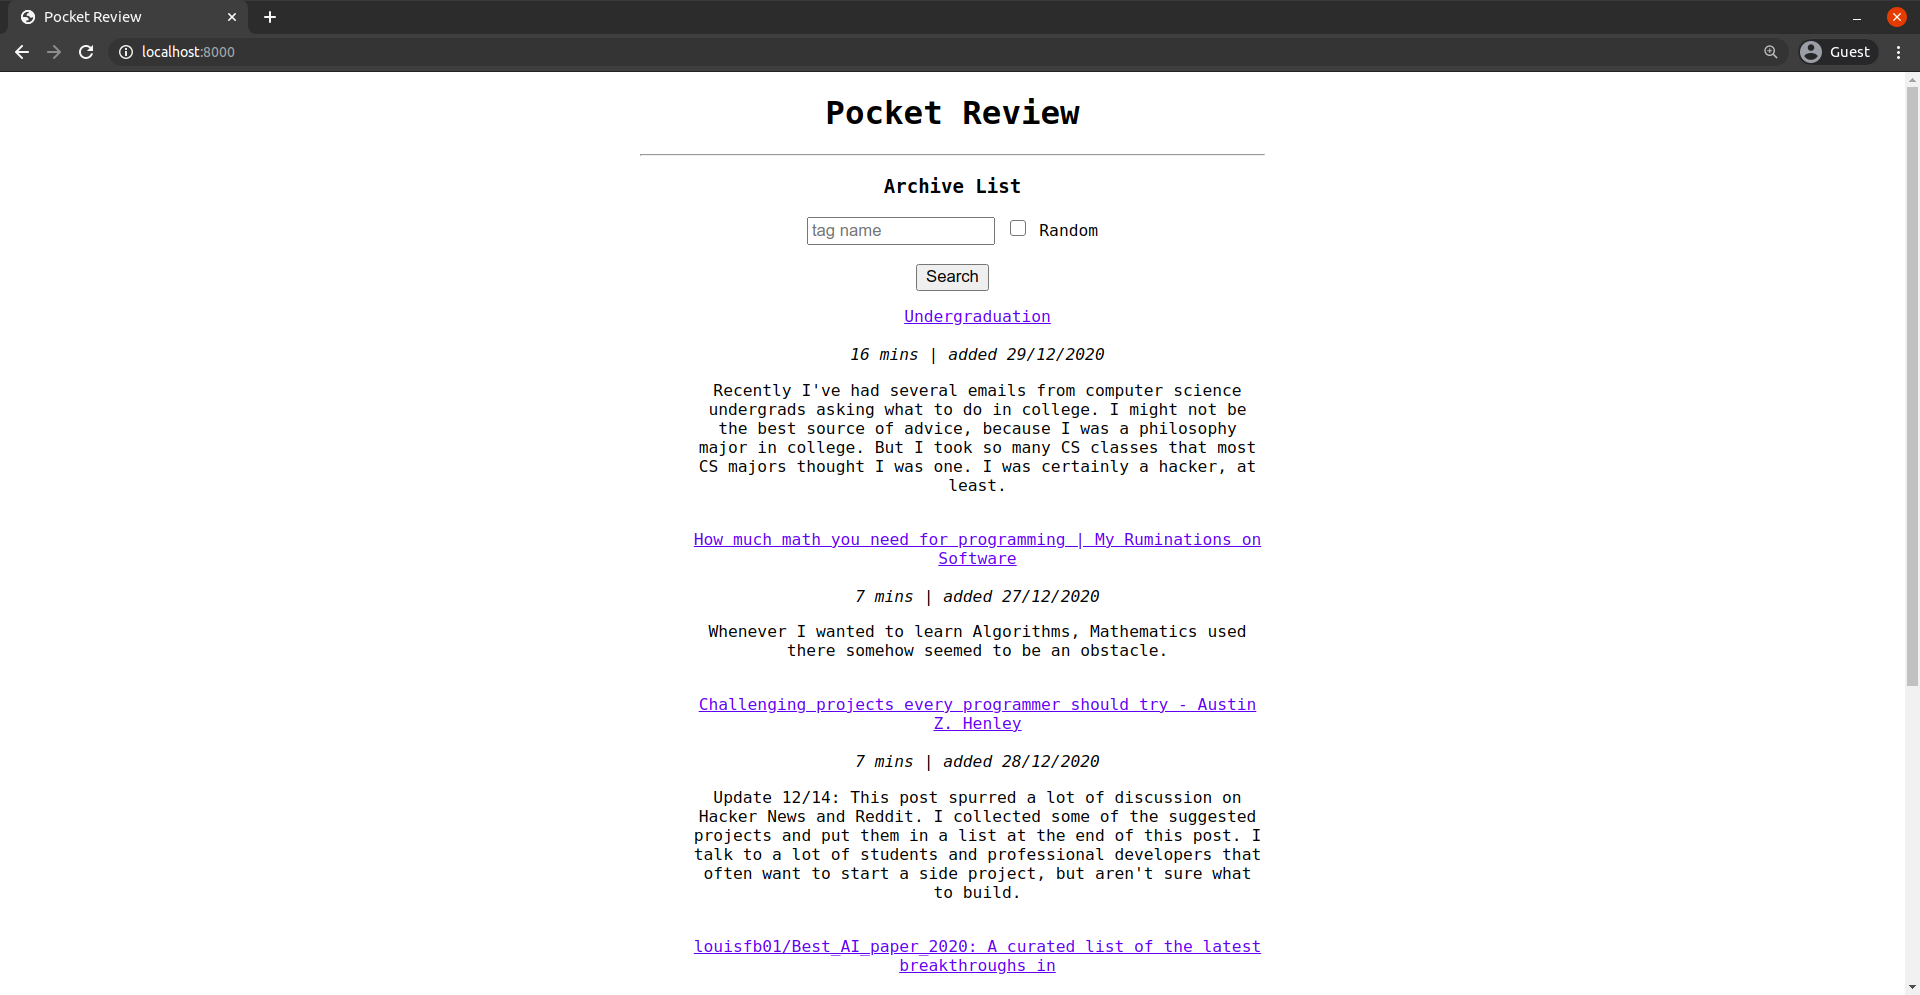 Pocket Review
localhost:8000
Guest
Pocket Review
Archive List
tag name
Random
Search
Undergraduation
16 mins | added 29/12/2020
Recently I've had several emails from computer science
undergrads asking what to do in college. I might not be
the best source of advice, because I was a philosophy
major in college. But I took so many CS classes that most
CS majors thought I was one. I was certainly a hacker, at
least.
How much math you need for programming | My Ruminations on
Software
7 mins | added 27/12/2020
Whenever I wanted to learn Algorithms, Mathematics used
there somehow seemed to be an obstacle.
Challenging projects every programmer should try - Austin
Z. Henley
7 mins | added 28/12/2020
Update 12/14: This post spurred a lot of discussion on
Hacker News and Reddit. I collected some of the suggested
projects and put them in a list at the end of this post. I
talk to a lot of students and professional developers that
often want to start a side project, but aren't sure what
to build.
louisfb01/Best_AI_paper_2020: A curated list of the latest
breakthroughs in